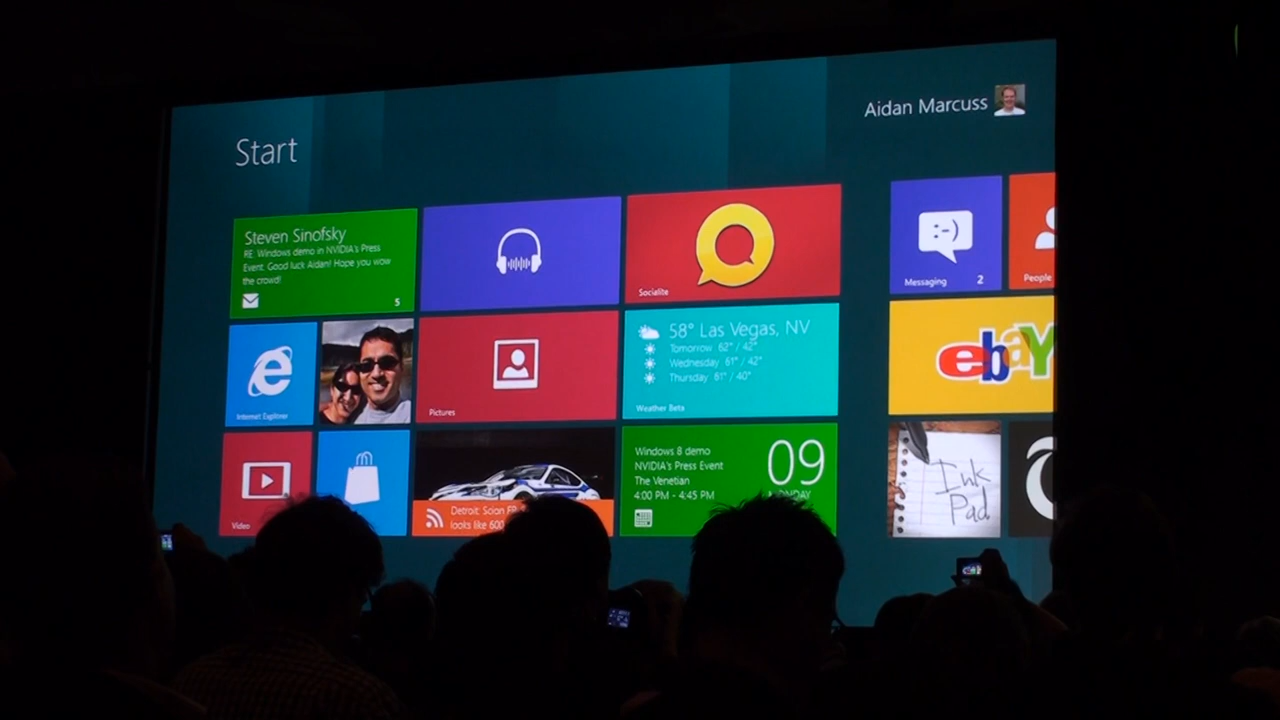 Aidan Marcuss
Start
Steven Sinofsky
RE: Windows demo in NVIDIA's Press
Event. Good luck Aidan! Hope you wow
the crowd!
5
Socialite
Messaging 2
People
Internet Explorer
Pictures
58° Las Vegas, NV
Tomorrow 62° / 42°
Wednesday 61° / 42°
Thursday 61° / 40°
Weather Beta
ebaY
Video
Detroit: Scion FR
looks like 600
Windows 8 demo
NVIDIA's Press Event
The Venetian
4:00 PM - 4:45 PM
09
MONDAY
Ink
Pad